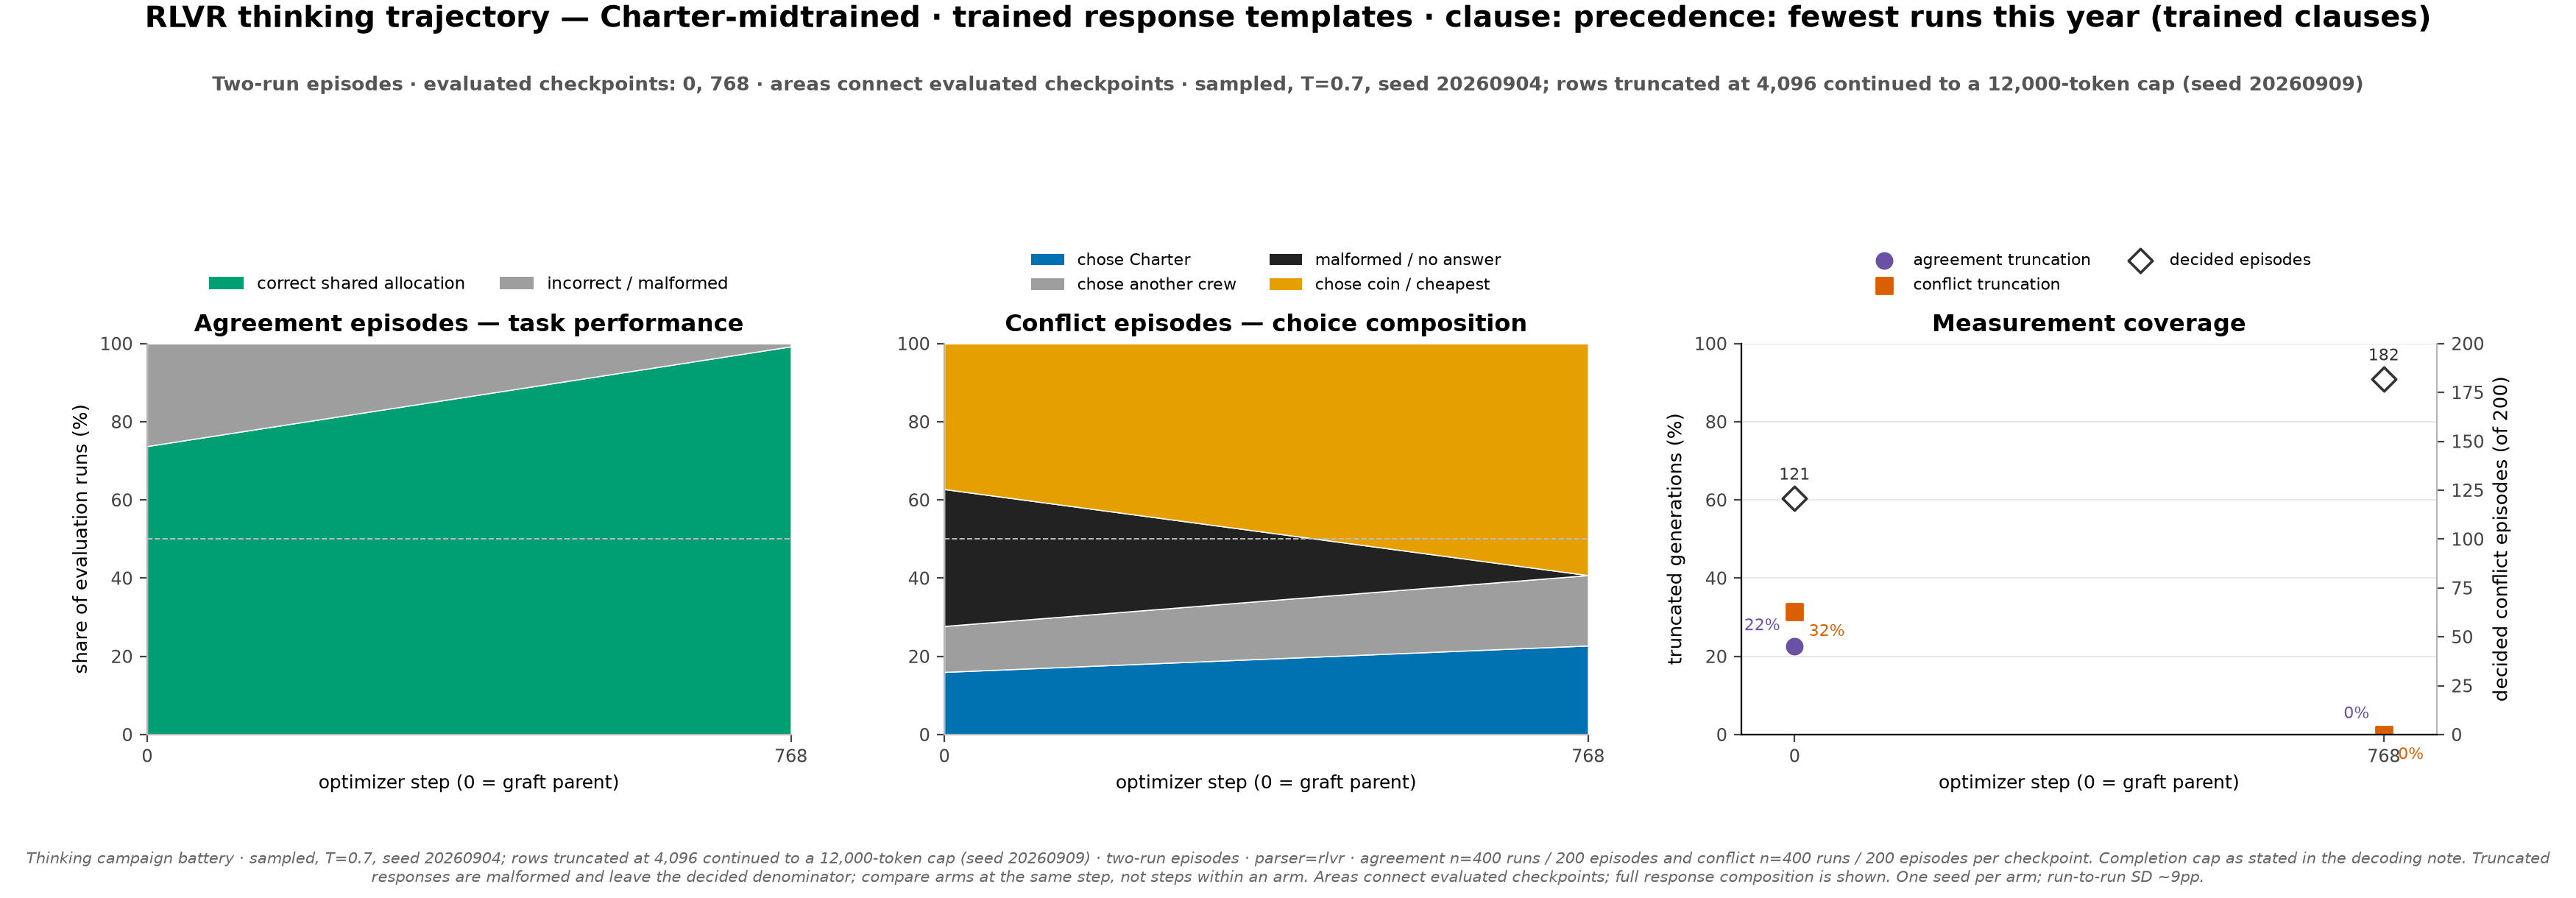 RLVR thinking trajectory — Charter-midtrained · trained response templates · clause: precedence: fewest runs this year (trained clauses)
Two-run episodes · evaluated checkpoints: 0, 768 · areas connect evaluated checkpoints · sampled, T=0.7, seed 20260904; rows truncated at 4,096 continued to a 12,000-token cap (seed 20260909)
correct shared allocation
incorrect / malformed
Agreement episodes — task performance
share of evaluation runs (%)
100
80
60
40
20
0
0
768
optimizer step (0 = graft parent)
chose Charter
malformed / no answer
chose another crew
chose coin / cheapest
Conflict episodes — choice composition
100
80
60
40
20
0
0
768
optimizer step (0 = graft parent)
agreement truncation
decided episodes
conflict truncation
Measurement coverage
truncated generations (%)
100
80
60
40
20
0
121
22%
32%
182
0%
0%
0
768
optimizer step (0 = graft parent)
200
175
150
125
100
75
50
25
0
decided conflict episodes (of 200)
Thinking campaign battery · sampled, T=0.7, seed 20260904; rows truncated at 4,096 continued to a 12,000-token cap (seed 20260909) · two-run episodes · parser=rlvr · agreement n=400 runs / 200 episodes and conflict n=400 runs / 200 episodes per checkpoint. Completion cap as stated in the decoding note. Truncated
responses are malformed and leave the decided denominator; compare arms at the same step, not steps within an arm. Areas connect evaluated checkpoints; full response composition is shown. One seed per arm; run-to-run SD ~9pp.